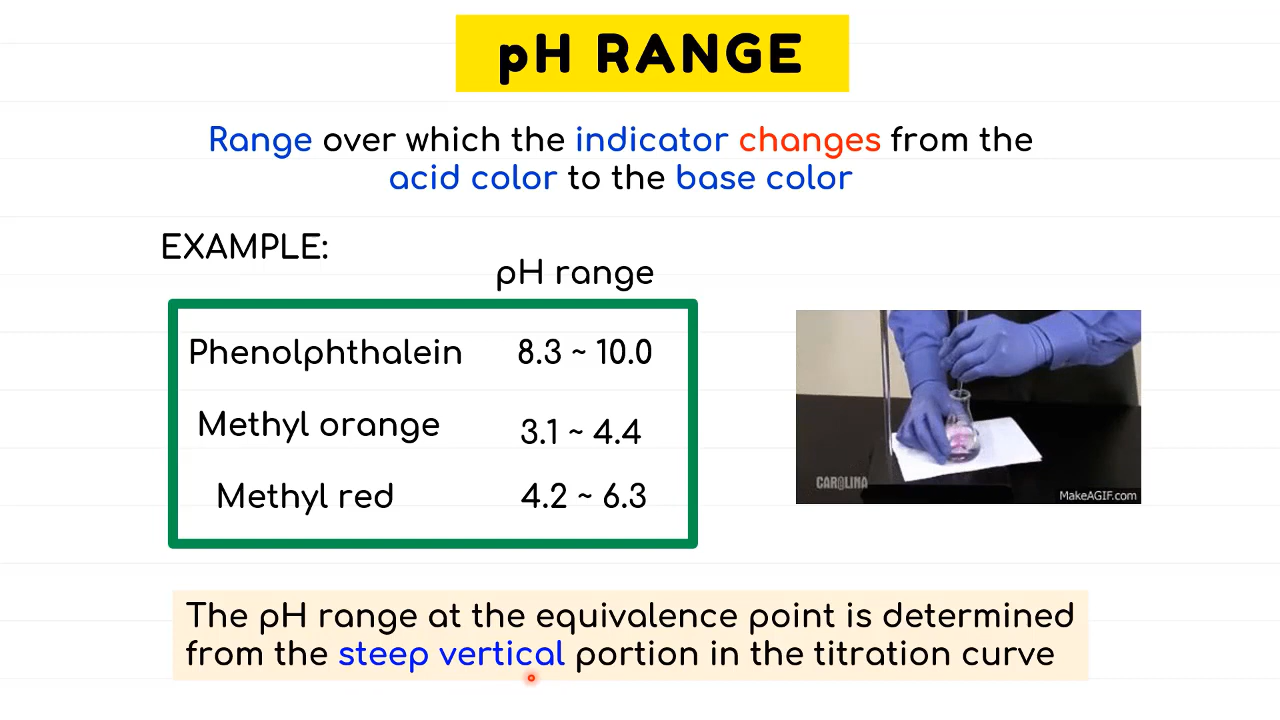 pH RANGE
Range over which the indicator changes from the
acid color to the base color
EXAMPLE:
pH range
Phenolphthalein 8.3 ~ 10.0
Methyl orange 3.1 ~ 4.4
Methyl red 4.2 ~ 6.3
CAROLINA
MakeAGIF.com
The pH range at the equivalence point is determined
from the steep vertical portion in the titration curve